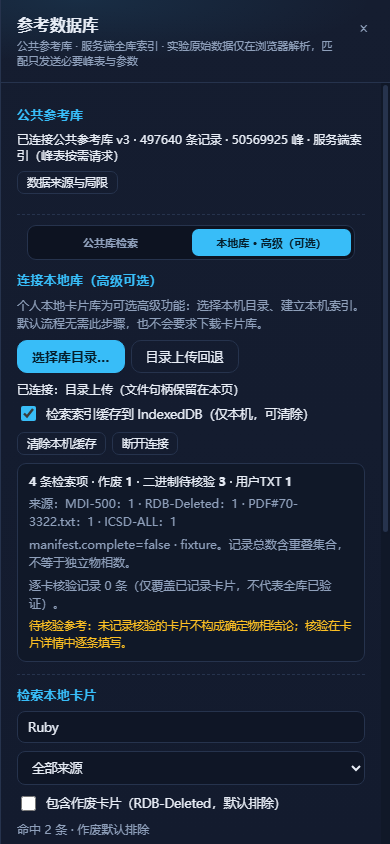 参考数据库
×
公共参考库 · 服务端全库索引 · 实验原始数据仅在浏览器解析，匹
配只发送必要峰表与参数
公共参考库
已连接公共参考库 v3 · 497640 条记录 · 50569925 峰 · 服务端索
引（峰表按需请求）
数据来源与局限
公共库检索
本地库 · 高级（可选）
连接本地库（高级可选）
个人本地卡片库为可选高级功能：选择本机目录、建立本机索引。
默认流程无需此步骤，也不会要求下载卡片库。
选择库目录...
目录上传回退
已连接：目录上传（文件句柄保留在本页）
检索索引缓存到 IndexedDB（仅本机，可清除）
清除本机缓存
断开连接
4 条检索项 · 作废 1 · 二进制待核验 3 · 用户TXT 1
来源：MDI-500：1 · RDB-Deleted：1 · PDF#70-
3322.txt：1 · ICSD-ALL：1
manifest.complete=false · fixture。记录总数含重叠集合，
不等于独立物相数。
逐卡核验记录 0 条（仅覆盖已记录卡片，不代表全库已验
证）。
待核验参考：未记录核验的卡片不构成确定物相结论；核验在卡
片详情中逐条填写。
检索本地卡片
Ruby
全部来源
包含作废卡片（RDB-Deleted，默认排除）
命中 2 条 · 作废默认排除